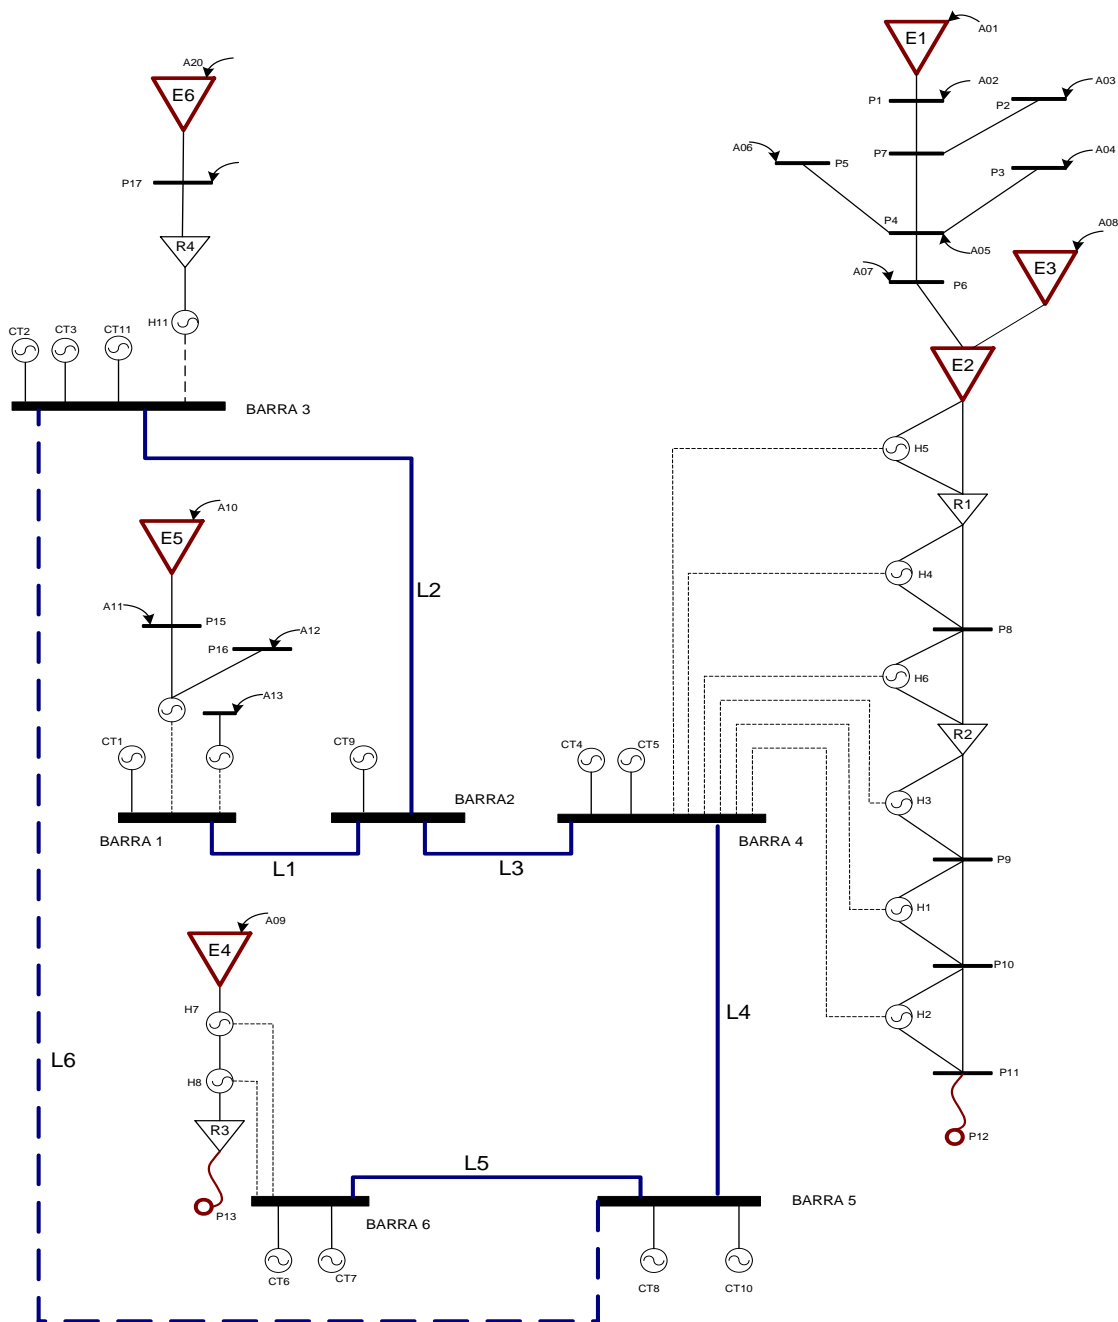 E1
A01
A20
E6
A02
A03
P1
P2
A06
P7
A04
P5
P3
P17
P4
A08
R4
A05
E3
A07
P6
H11
CT2
CT3
CT11
E2
BARRA 3
H5
A10
R1
E5
H4
L2
A11
P15
A12
P8
P16
H6
A13
R2
CT1
CT9
CT4
CT5
BARRA2
H3
BARRA 1
BARRA 4
P9
L1
L3
H1
A09
E4
P10
H7
L4
H2
L6
P11
H8
R3
P12
L5
P13
BARRA 6
BARRA 5
CT6
CT7
CT8
CT10